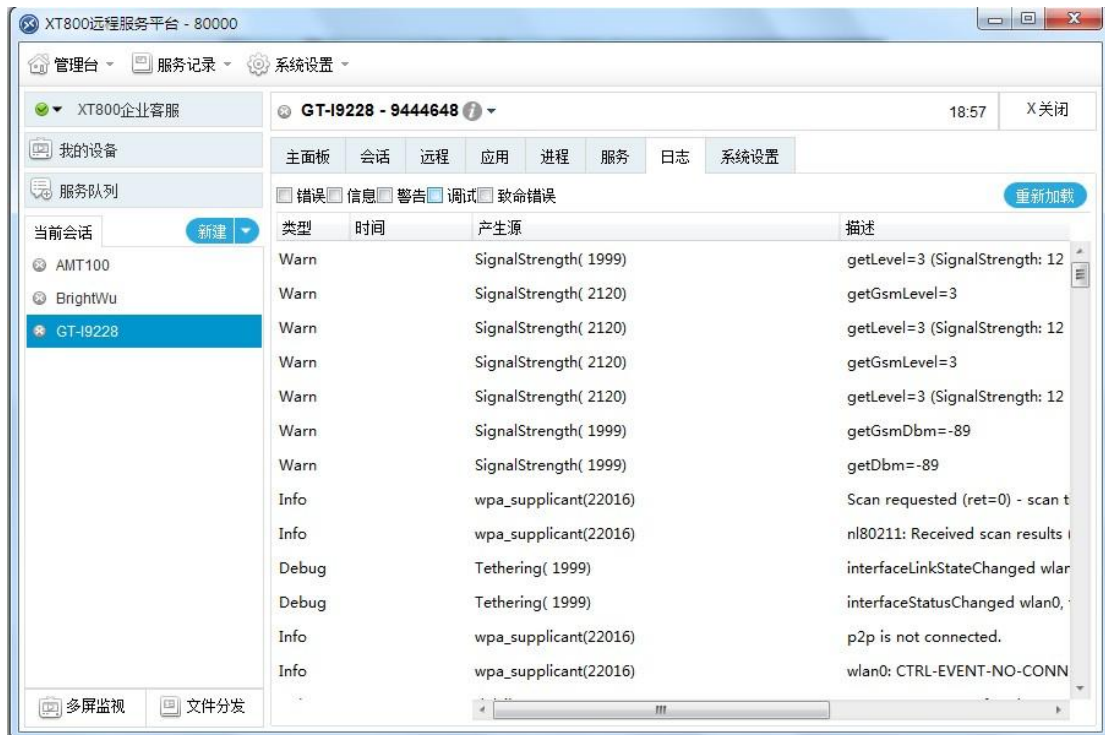 XT800远程服务平台 - 80000
管理台 服务记录 系统设置
XT800企业客服
我的设备
服务队列
当前会话 新建
AMT100
BrightWu
GT-I9228
多屏监视 文件分发
GT-I9228 - 9444648 18:57 X关闭
主面板 会话 远程 应用 进程 服务 日志 系统设置
错误 信息 警告 调试 致命错误 重新加载
类型 时间 产生源 描述
Warn SignalStrength( 1999) getLevel=3 (SignalStrength: 12
Warn SignalStrength( 2120) getGsmLevel=3
Warn SignalStrength( 2120) getLevel=3 (SignalStrength: 12
Warn SignalStrength( 2120) getGsmLevel=3
Warn SignalStrength( 2120) getLevel=3 (SignalStrength: 12
Warn SignalStrength( 1999) getGsmDbm=-89
Warn SignalStrength( 1999) getDbm=-89
Info wpa_supplicant(22016) Scan requested (ret=0) - scan t
Info wpa_supplicant(22016) nl80211: Received scan results
Debug Tethering( 1999) interfaceLinkStateChanged wlan
Debug Tethering( 1999) interfaceStatusChanged wlan0,
Info wpa_supplicant(22016) p2p is not connected.
Info wpa_supplicant(22016) wlan0: CTRL-EVENT-NO-CONN